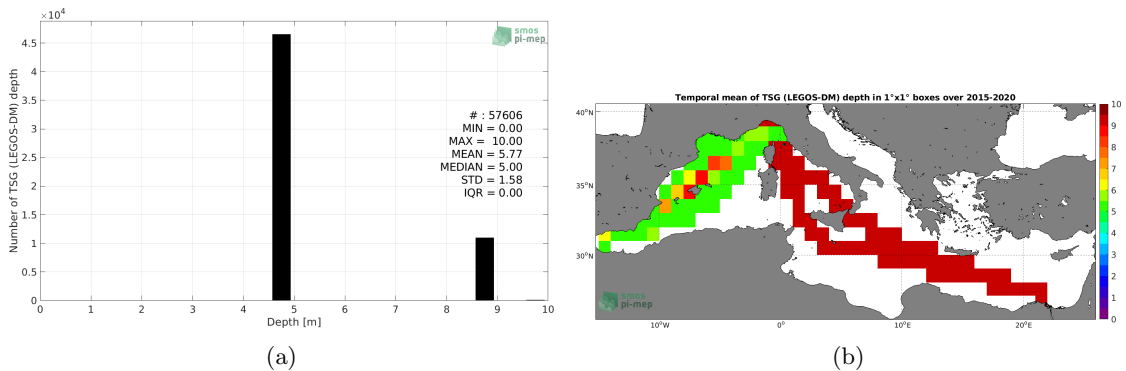 ×10⁴
4.5
4
3.5
3
2.5
2
1.5
1
0.5
0
Number of TSG (LEGOS-DM) depth
smos
pi-mep
# : 57606
MIN = 0.00
MAX = 10.00
MEAN = 5.77
MEDIAN = 5.00
STD = 1.58
IQR = 0.00
0 1 2 3 4 5 6 7 8 9 10
Depth [m]
(a)
Temporal mean of TSG (LEGOS-DM) depth in 1°x1° boxes over 2015-2020
40°N
35°N
30°N
10°W 0° 10°E 20°E
smos
pi-mep
10
9
8
7
6
5
4
3
2
1
0
(b)